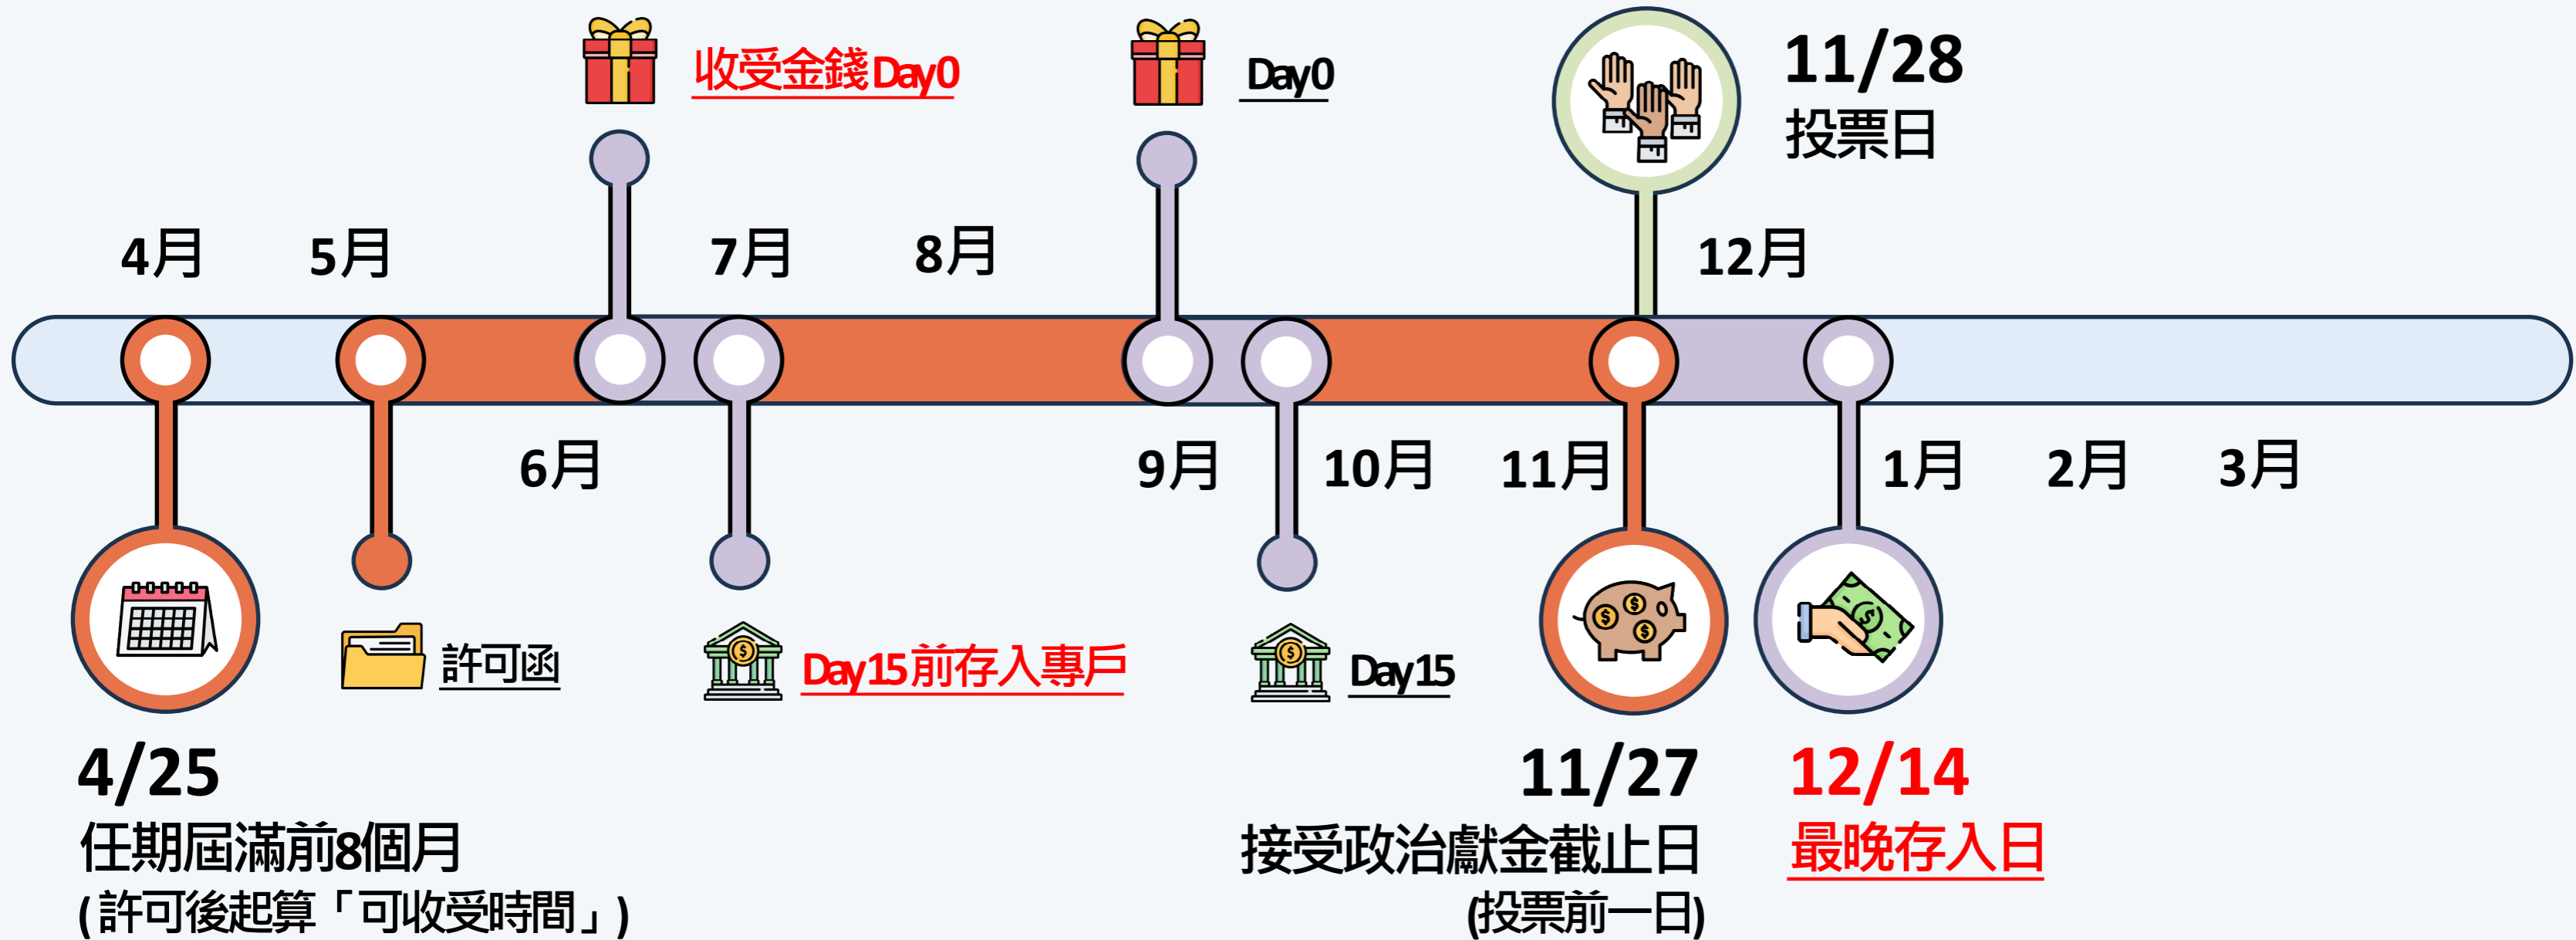 收受金錢Day0
Day0
11/28
投票日
4月
5月
7月
8月
12月
6月
9月
10月
11月
1月
2月
3月
許可函
Day15前存入專戶
Day15
4/25
任期屆滿前8個月
(許可後起算「可收受時間」)
11/27
接受政治獻金截止日
(投票前一日)
12/14
最晚存入日